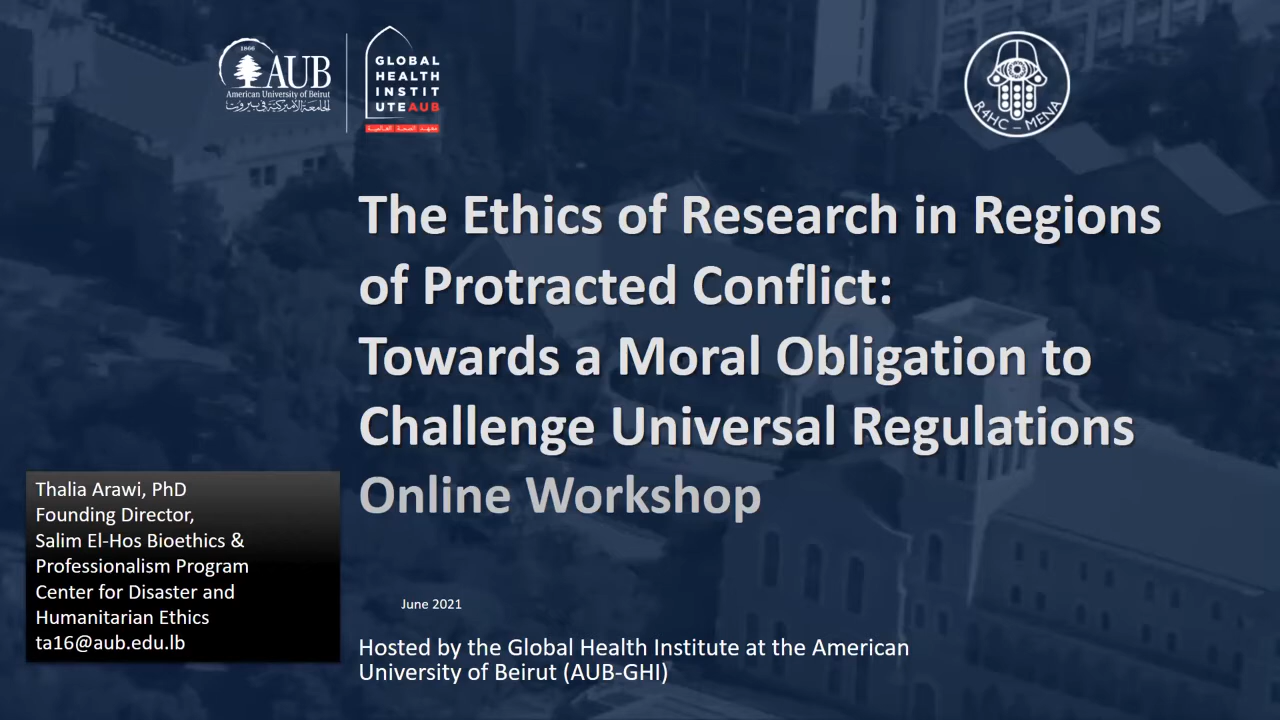 1866
AUB
American University of Beirut
الجامعة الأميركية في بيروت
GLOBAL
HEALTH
INSTIT
UTEAUB
معهد الصحة العالمية
R4HC – MENA
The Ethics of Research in Regions
of Protracted Conflict:
Towards a Moral Obligation to
Challenge Universal Regulations
Online Workshop
Thalia Arawi, PhD
Founding Director,
Salim El-Hos Bioethics &
Professionalism Program
Center for Disaster and
Humanitarian Ethics
ta16@aub.edu.lb
June 2021
Hosted by the Global Health Institute at the American
University of Beirut (AUB-GHI)